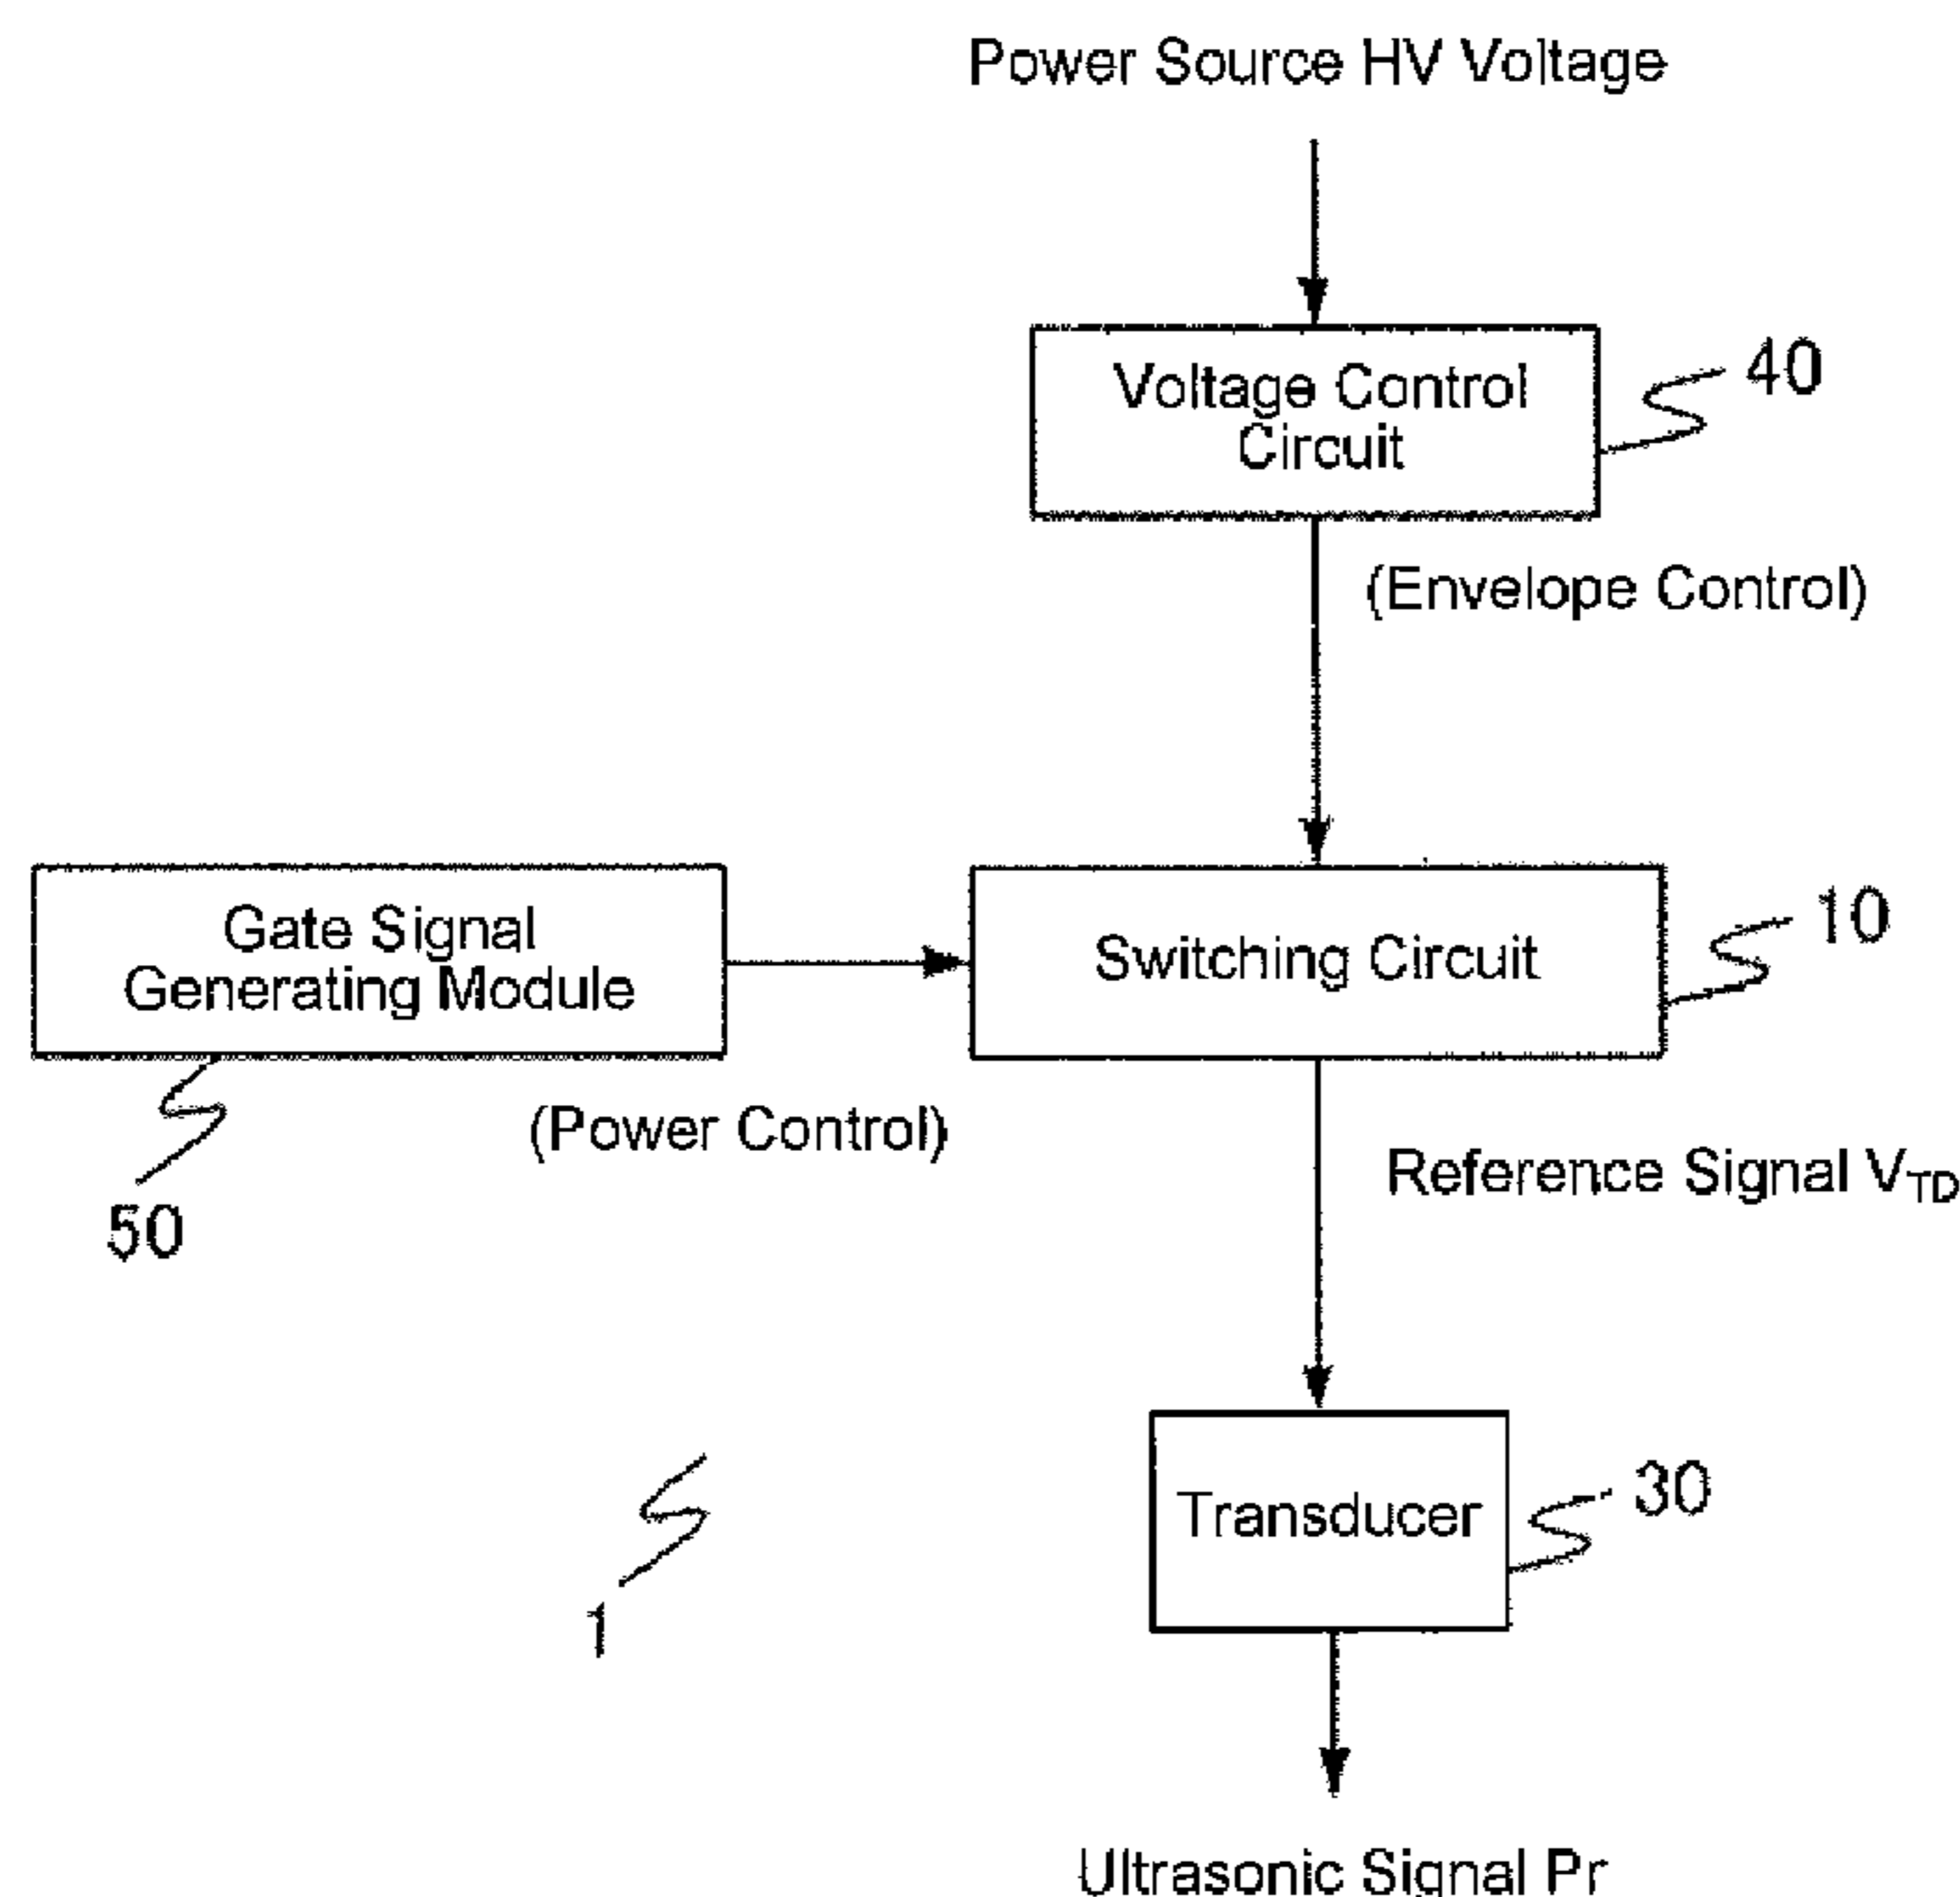 Power Source HV Voltage
Voltage Control
Circuit
40
(Envelope Control)
Gate Signal
Generating Module
Switching Circuit
10
(Power Control)
Reference Signal VTD
50
Transducer
30
1
Ultrasonic Signal Pr